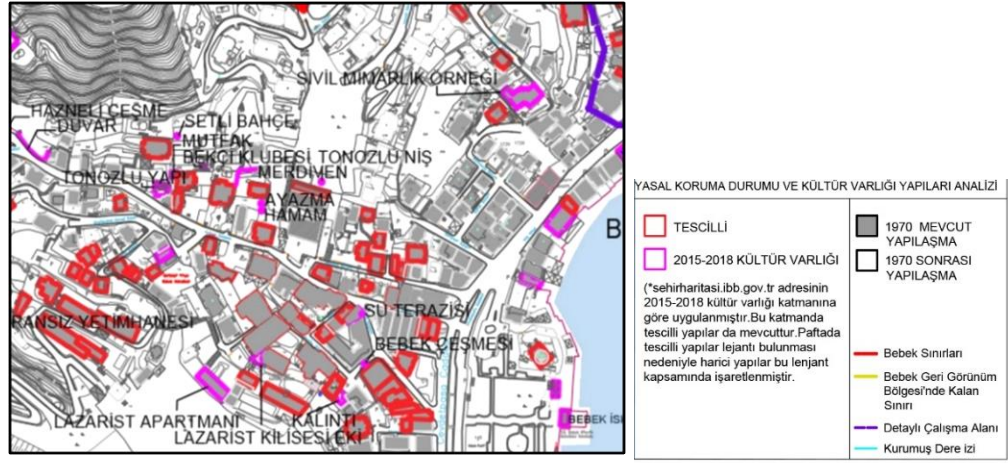 SİVİL MİMARLIK ÖRNEĞİ
HAZNELİ ÇEŞME
DUVAR
SETLİ BAHÇE
MUTFAK
BEKÇİ KLUBESİ TONOZLU NİŞ
TONOZLU YAPI
MERDİVEN
AYAZMA
HAMAM
B
SU TERAZİSİ
RANSIZ YETİMHANESİ
BEBEK ÇEŞMESİ
LAZARİST APARTMANI
KALINTI
LAZARİST KİLİSESİ EKİ
BEBEK İS
YASAL KORUMA DURUMU VE KÜLTÜR VARLIĞI YAPILARI ANALİZİ
TESCİLLİ
2015-2018 KÜLTÜR VARLIĞI
(*sehirharitasi.ibb.gov.tr adresinin
2015-2018 kültür varlığı katmanına
göre uygulanmıştır.Bu katmanda
tescilli yapılar da mevcuttur.Paftada
tescilli yapılar lejantı bulunması
nedeniyle harici yapılar bu lenjant
kapsamında işaretlenmiştir.
1970 MEVCUT
YAPILAŞMA
1970 SONRASI
YAPILAŞMA
Bebek Sınırları
Bebek Geri Görünüm
Bölgesi'nde Kalan
Sınırı
Detaylı Çalışma Alanı
Kurumuş Dere izi